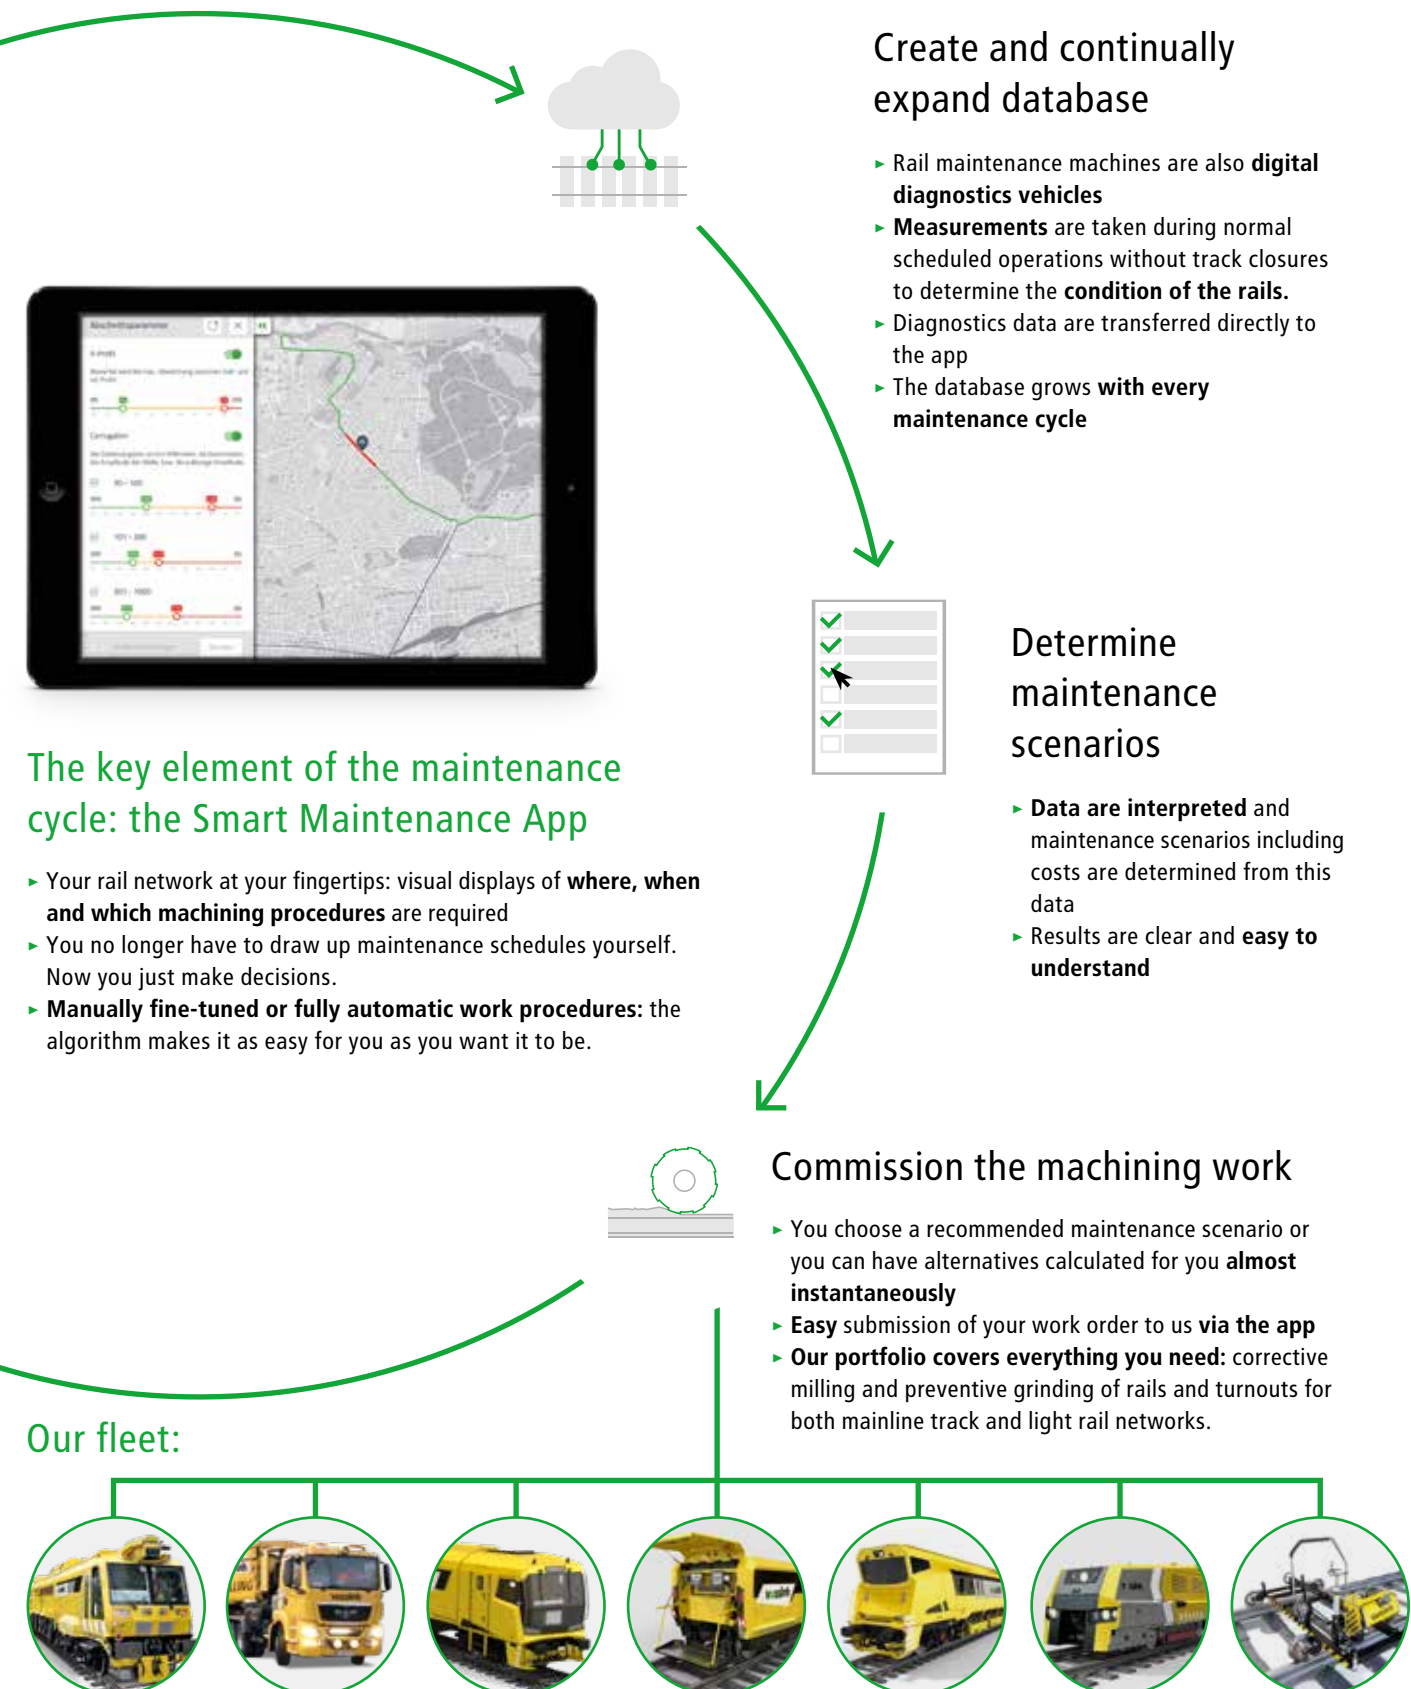 Create and continually
expand database
► Rail maintenance machines are also digital
diagnostics vehicles
► Measurements are taken during normal
scheduled operations without track closures
to determine the condition of the rails.
► Diagnostics data are transferred directly to
the app
► The database grows with every
maintenance cycle
Determine
maintenance
scenarios
► Data are interpreted and
maintenance scenarios including
costs are determined from this
data
► Results are clear and easy to
understand
The key element of the maintenance
cycle: the Smart Maintenance App
► Your rail network at your fingertips: visual displays of where, when
and which machining procedures are required
► You no longer have to draw up maintenance schedules yourself.
Now you just make decisions.
► Manually fine-tuned or fully automatic work procedures: the
algorithm makes it as easy for you as you want it to be.
Commission the machining work
► You choose a recommended maintenance scenario or
you can have alternatives calculated for you almost
instantaneously
► Easy submission of your work order to us via the app
► Our portfolio covers everything you need: corrective
milling and preventive grinding of rails and turnouts for
both mainline track and light rail networks.
Our fleet: